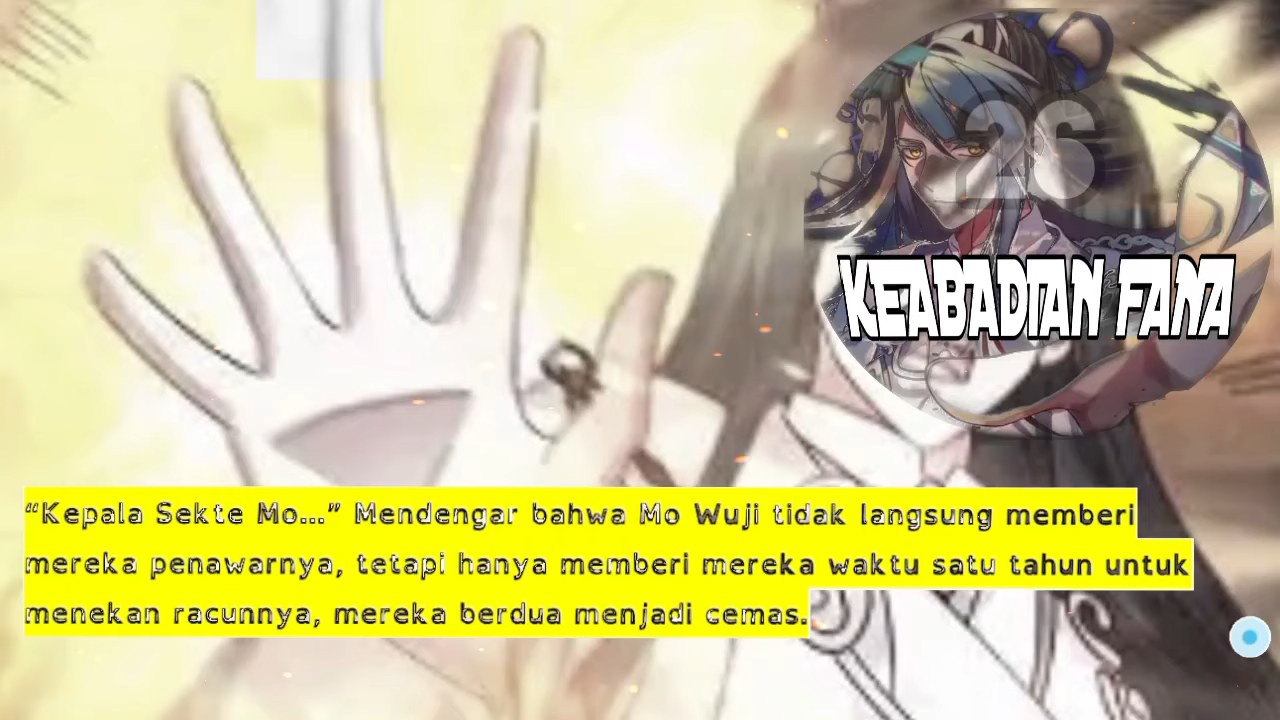 26
KEABADIAN FANA
“Kepala Sekte Mo...” Mendengar bahwa Mo Wuji tidak langsung memberi
mereka penawarnya, tetapi hanya memberi mereka waktu satu tahun untuk
menekan racunnya, mereka berdua menjadi cemas.